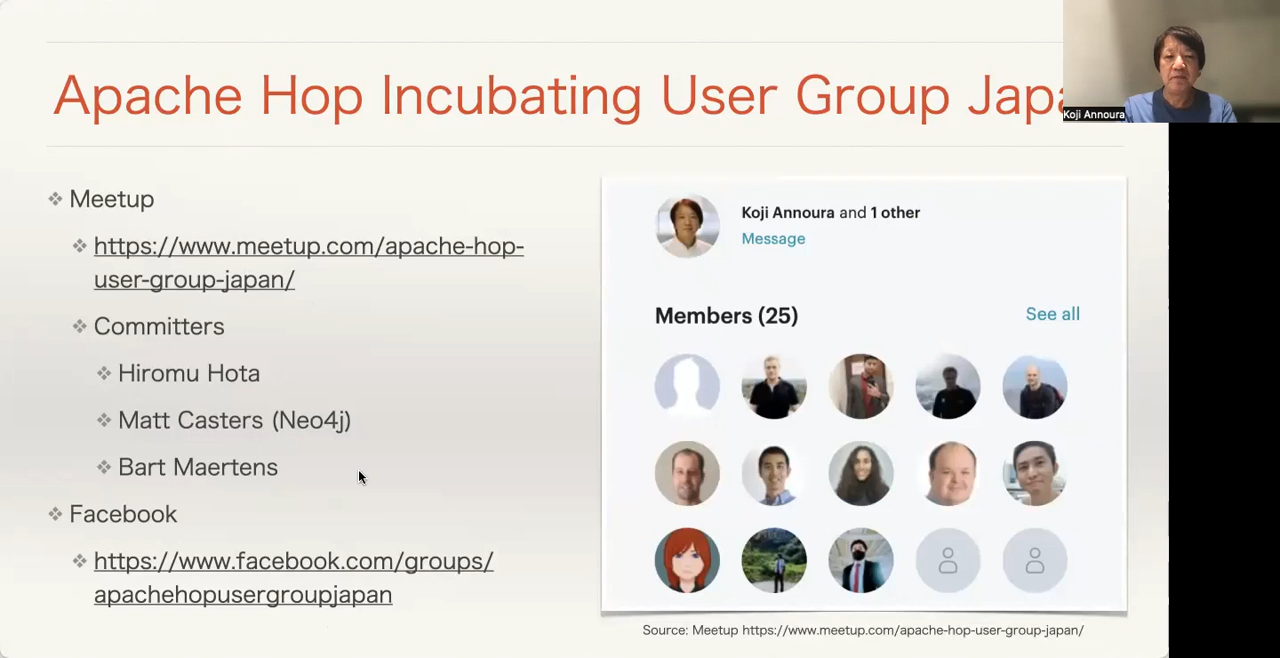 Apache Hop Incubating User Group Japa
Koji Annoura
❖ Meetup
❖ https://www.meetup.com/apache-hop-
user-group-japan/
❖ Committers
❖ Hiromu Hota
❖ Matt Casters (Neo4j)
❖ Bart Maertens
❖ Facebook
❖ https://www.facebook.com/groups/
apachehopusergroupjapan
Koji Annoura and 1 other
Message
Members (25)
See all
Source: Meetup https://www.meetup.com/apache-hop-user-group-japan/